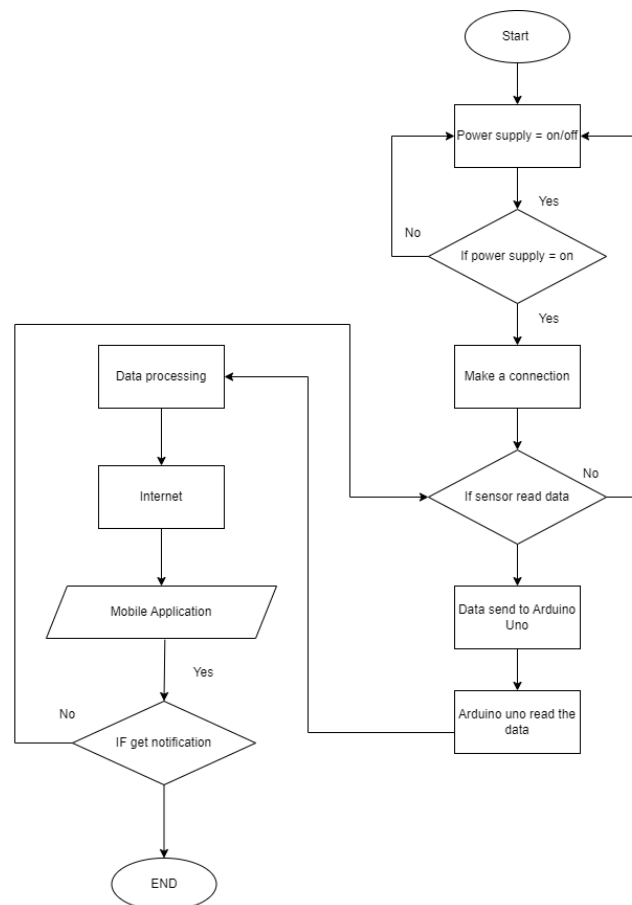 Start
Power supply = on/off
Yes
No
If power supply = on
Yes
Make a connection
If sensor read data
No
Data send to Arduino
Uno
Arduino uno read the
data
Data processing
Internet
Mobile Application
Yes
No
IF get notification
END